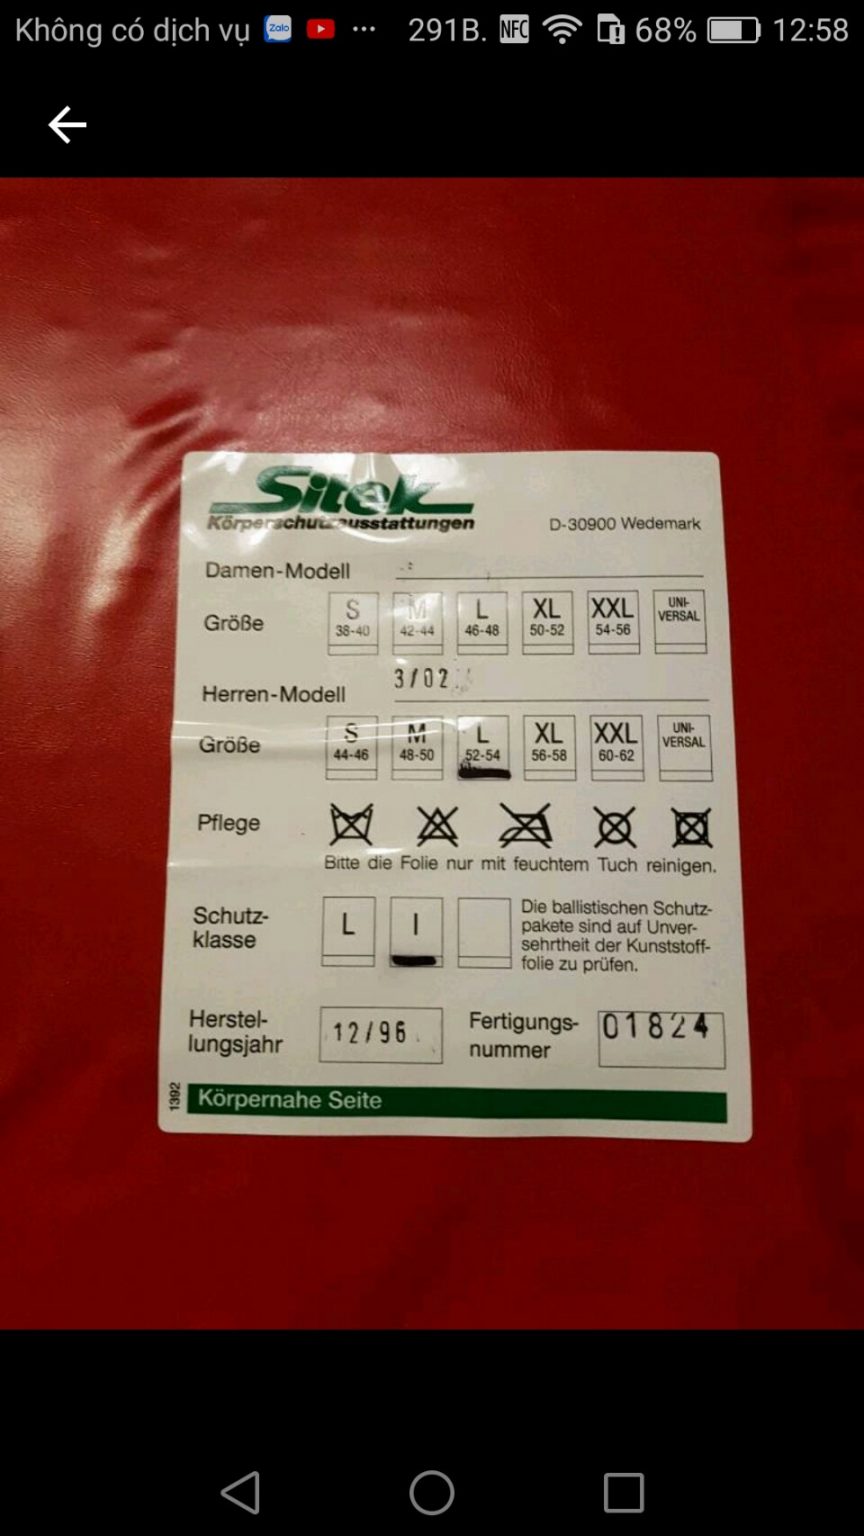 Không có dịch vụ Zalo ... 291B. NFC 68% 12:58
Sitek
Körperschutzausstattungen
D-30900 Wedemark
Damen-Modell
Größe S 38-40 M 42-44 L 46-48 XL 50-52 XXL 54-56 UNI-VERSAL
Herren-Modell 3/02
Größe S 44-46 M 48-50 L 52-54 XL 56-58 XXL 60-62 UNI-VERSAL
Pflege
Bitte die Folie nur mit feuchtem Tuch reinigen.
Schutz-
klasse
L I
Die ballistischen Schutz-
pakete sind auf Unver-
sehrtheit der Kunststoff-
folie zu prüfen.
Herstel-
lungsjahr
12/96
Fertigungs-
nummer
01824
1392
Körpernahe Seite